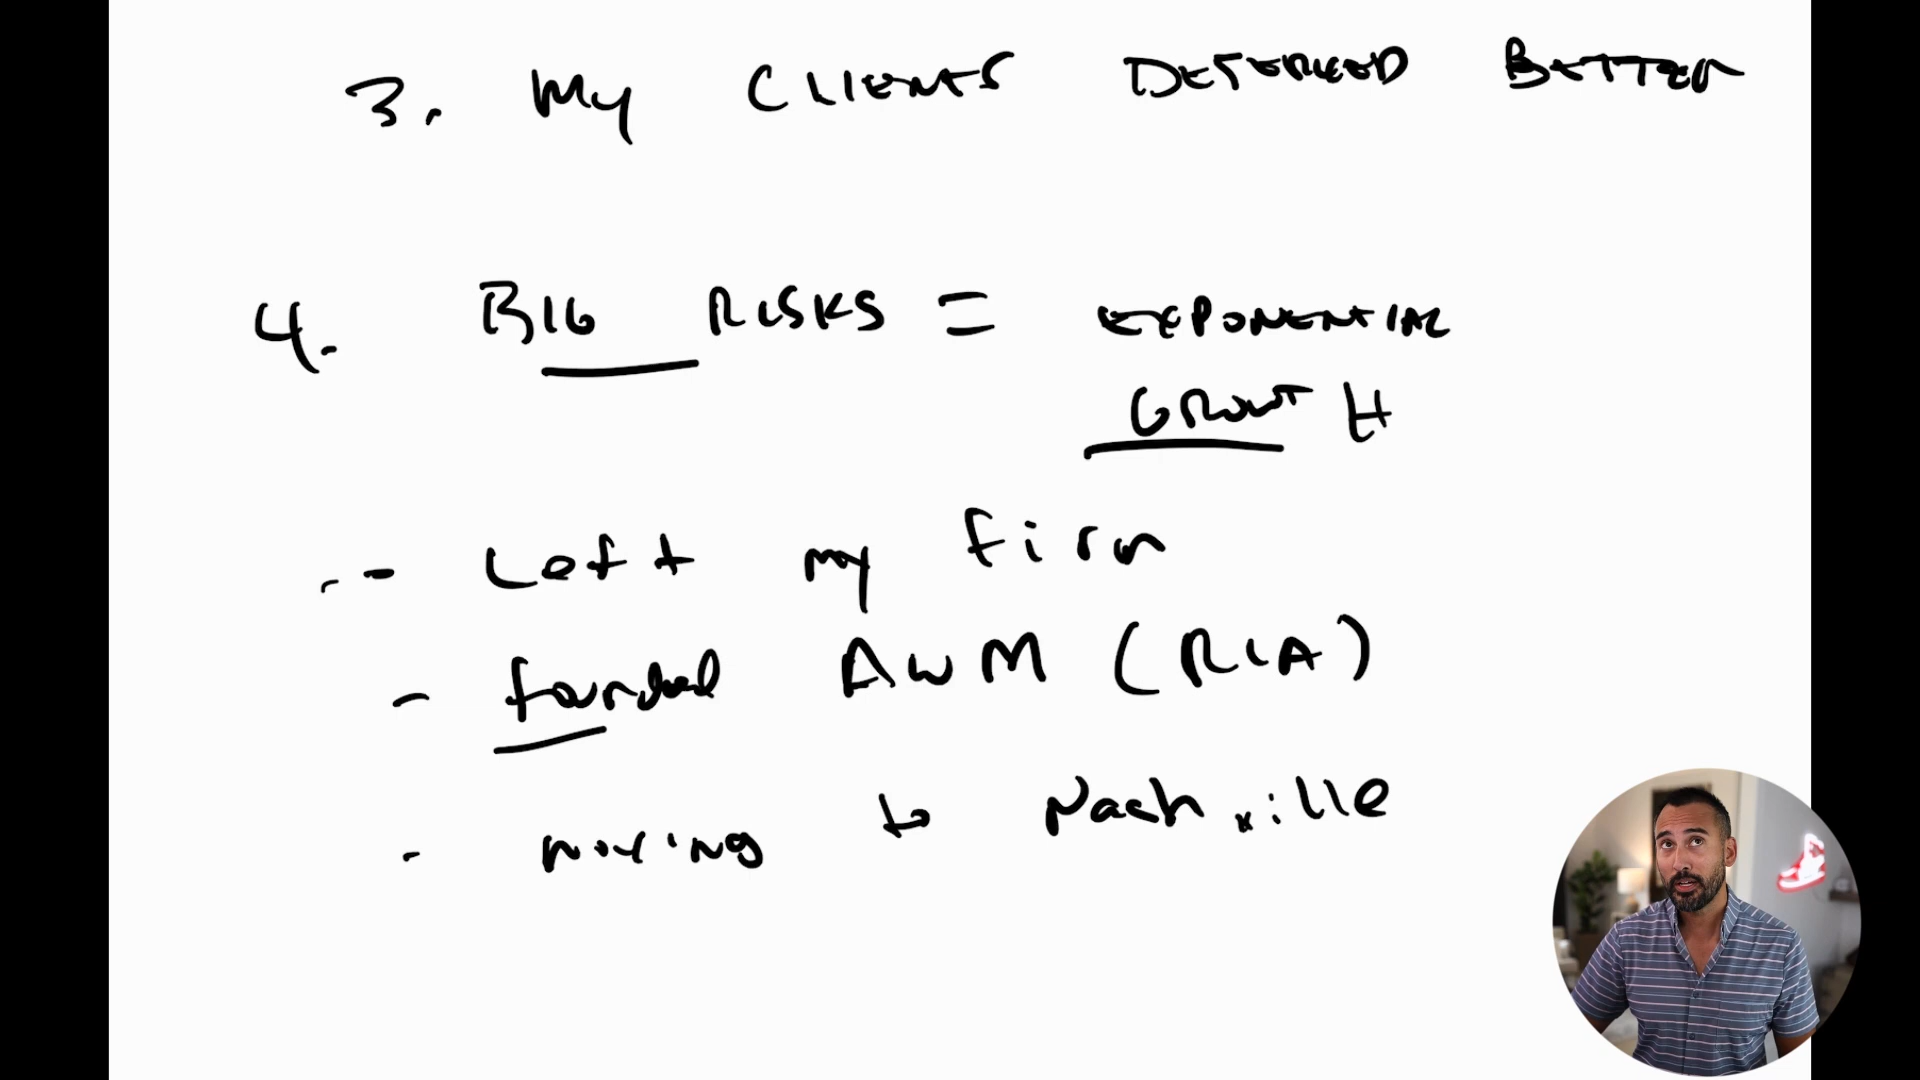 3. My CLIENTS DESERVED BETTER
4. BIG RISKS = EXPONENTIAL
GROWTH
- Left my firm
- founded AWM (RIA)
- moving to Nashville